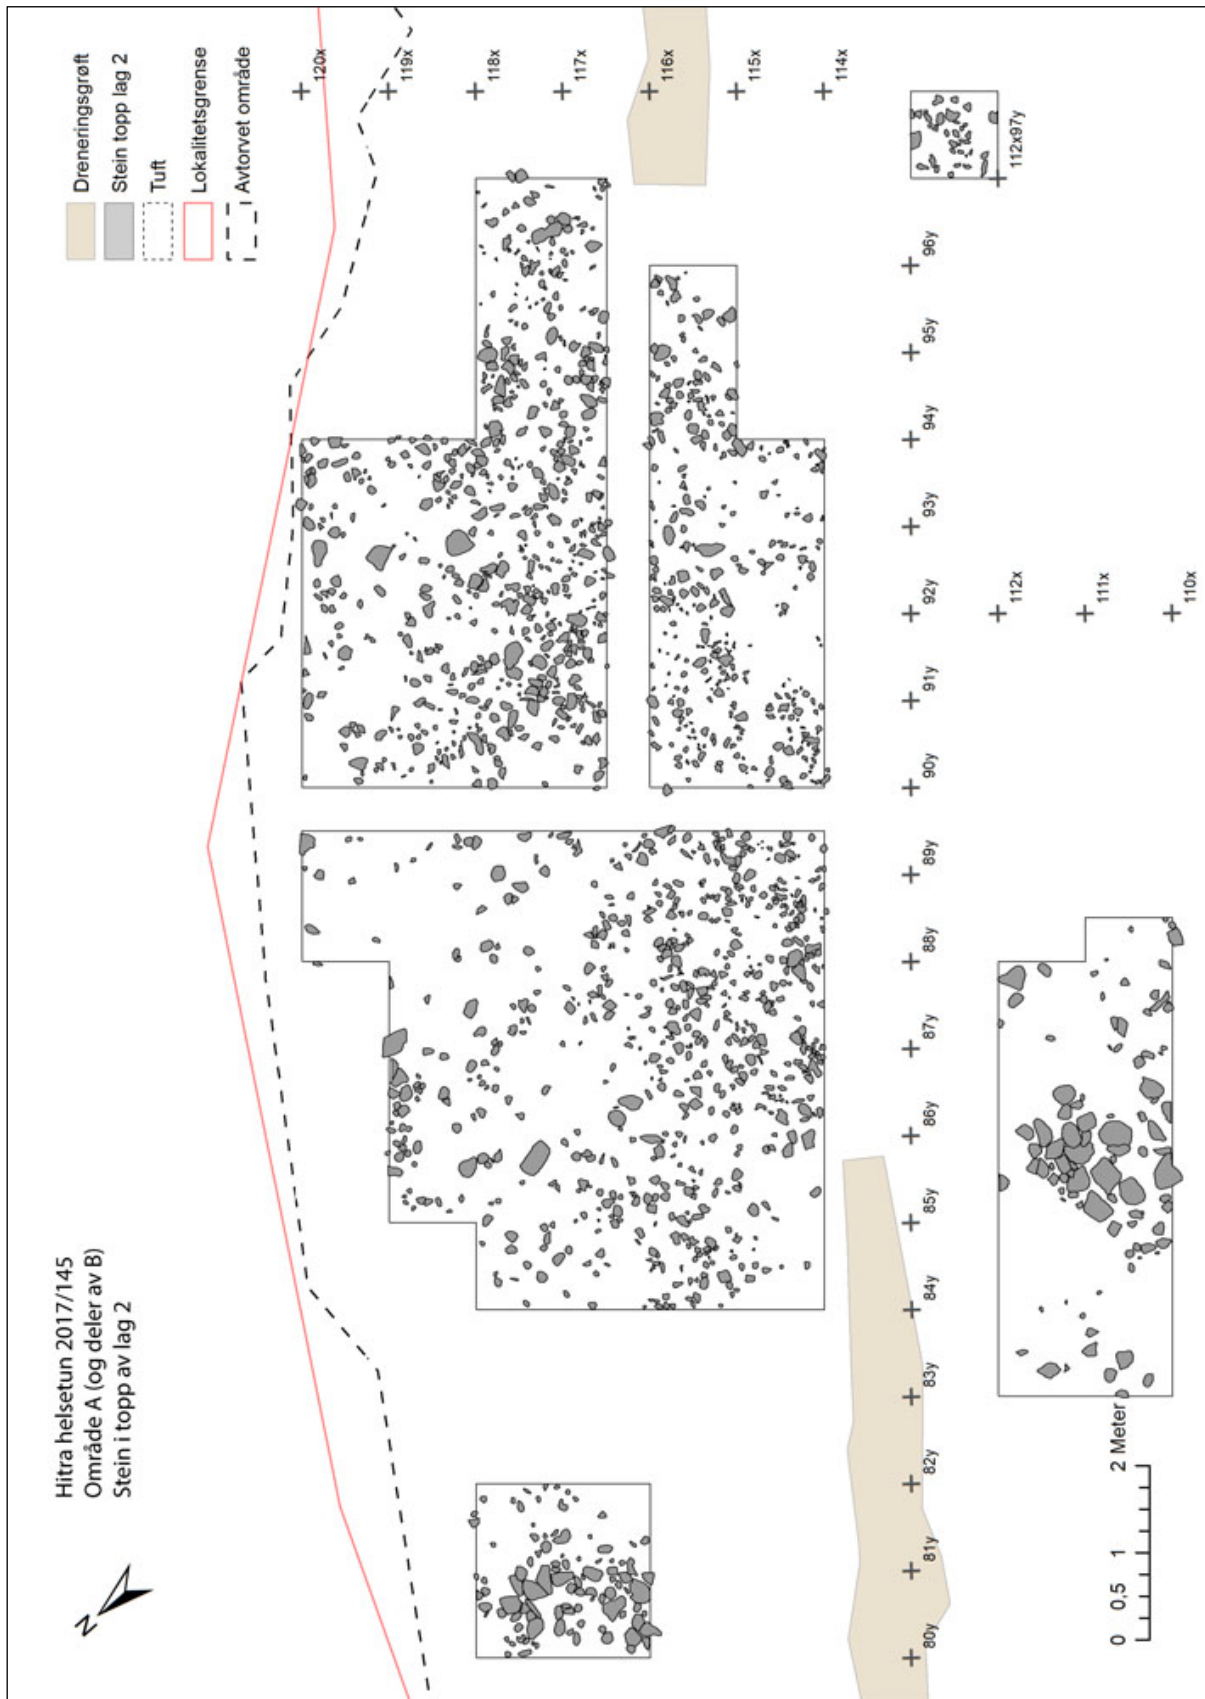 Hitra helsetun 2017/145
Område A (og deler av B)
Stein i topp av lag 2
N
Dreneringsgrøft
Stein topp lag 2
Tuft
Lokalitetsgrense
Avtorvet område
120x
119x
118x
117x
116x
115x
114x
80y
81y
82y
83y
84y
85y
86y
87y
88y
89y
90y
91y
92y
93y
94y
95y
96y
112x97y
112x
111x
110x
0 0,5 1 2 Meter